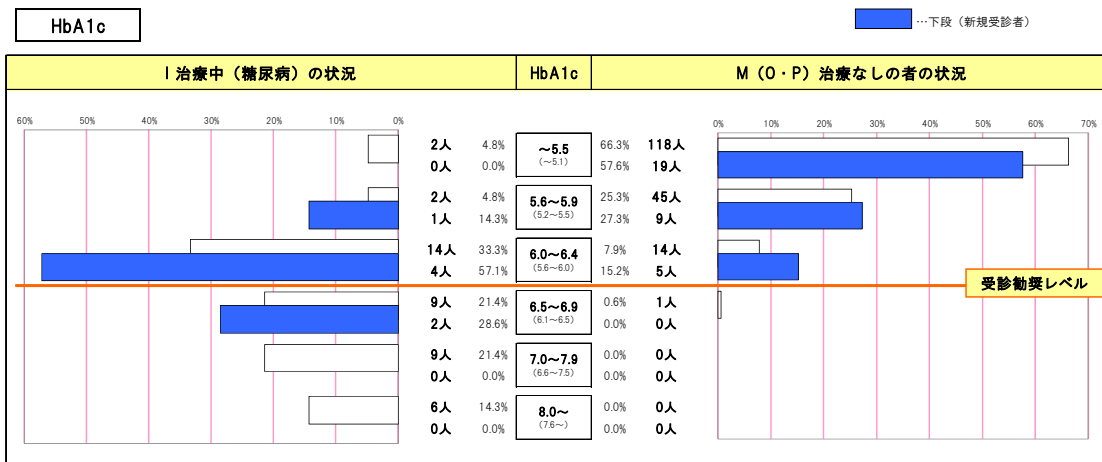 HbA1c
…下段（新規受診者）
I 治療中（糖尿病）の状況 HbA1c M（O・P）治療なしの者の状況
60% 50% 40% 30% 20% 10% 0% 0% 10% 20% 30% 40% 50% 60% 70%
2人 4.8% ～5.5 66.3% 118人
0人 0.0% (～5.1) 57.6% 19人
2人 4.8% 5.6～5.9 25.3% 45人
1人 14.3% (5.2～5.5) 27.3% 9人
14人 33.3% 6.0～6.4 7.9% 14人
4人 57.1% (5.6～6.0) 15.2% 5人
受診勧奨レベル
9人 21.4% 6.5～6.9 0.6% 1人
2人 28.6% (6.1～6.5) 0.0% 0人
9人 21.4% 7.0～7.9 0.0% 0人
0人 0.0% (6.6～7.5) 0.0% 0人
6人 14.3% 8.0～ 0.0% 0人
0人 0.0% (7.6～) 0.0% 0人